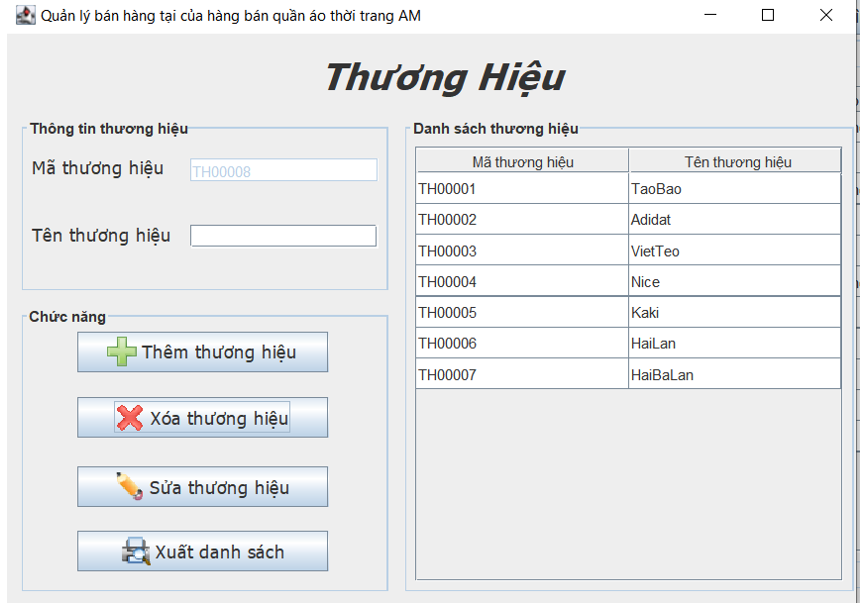 Quản lý bán hàng tại của hàng bán quần áo thời trang AM
Thương Hiệu
Thông tin thương hiệu
Mã thương hiệu TH00008
Tên thương hiệu
Chức năng
Thêm thương hiệu
Xóa thương hiệu
Sửa thương hiệu
Xuất danh sách
Danh sách thương hiệu
Mã thương hiệu Tên thương hiệu
TH00001 TaoBao
TH00002 Adidat
TH00003 VietTeo
TH00004 Nice
TH00005 Kaki
TH00006 HaiLan
TH00007 HaiBaLan